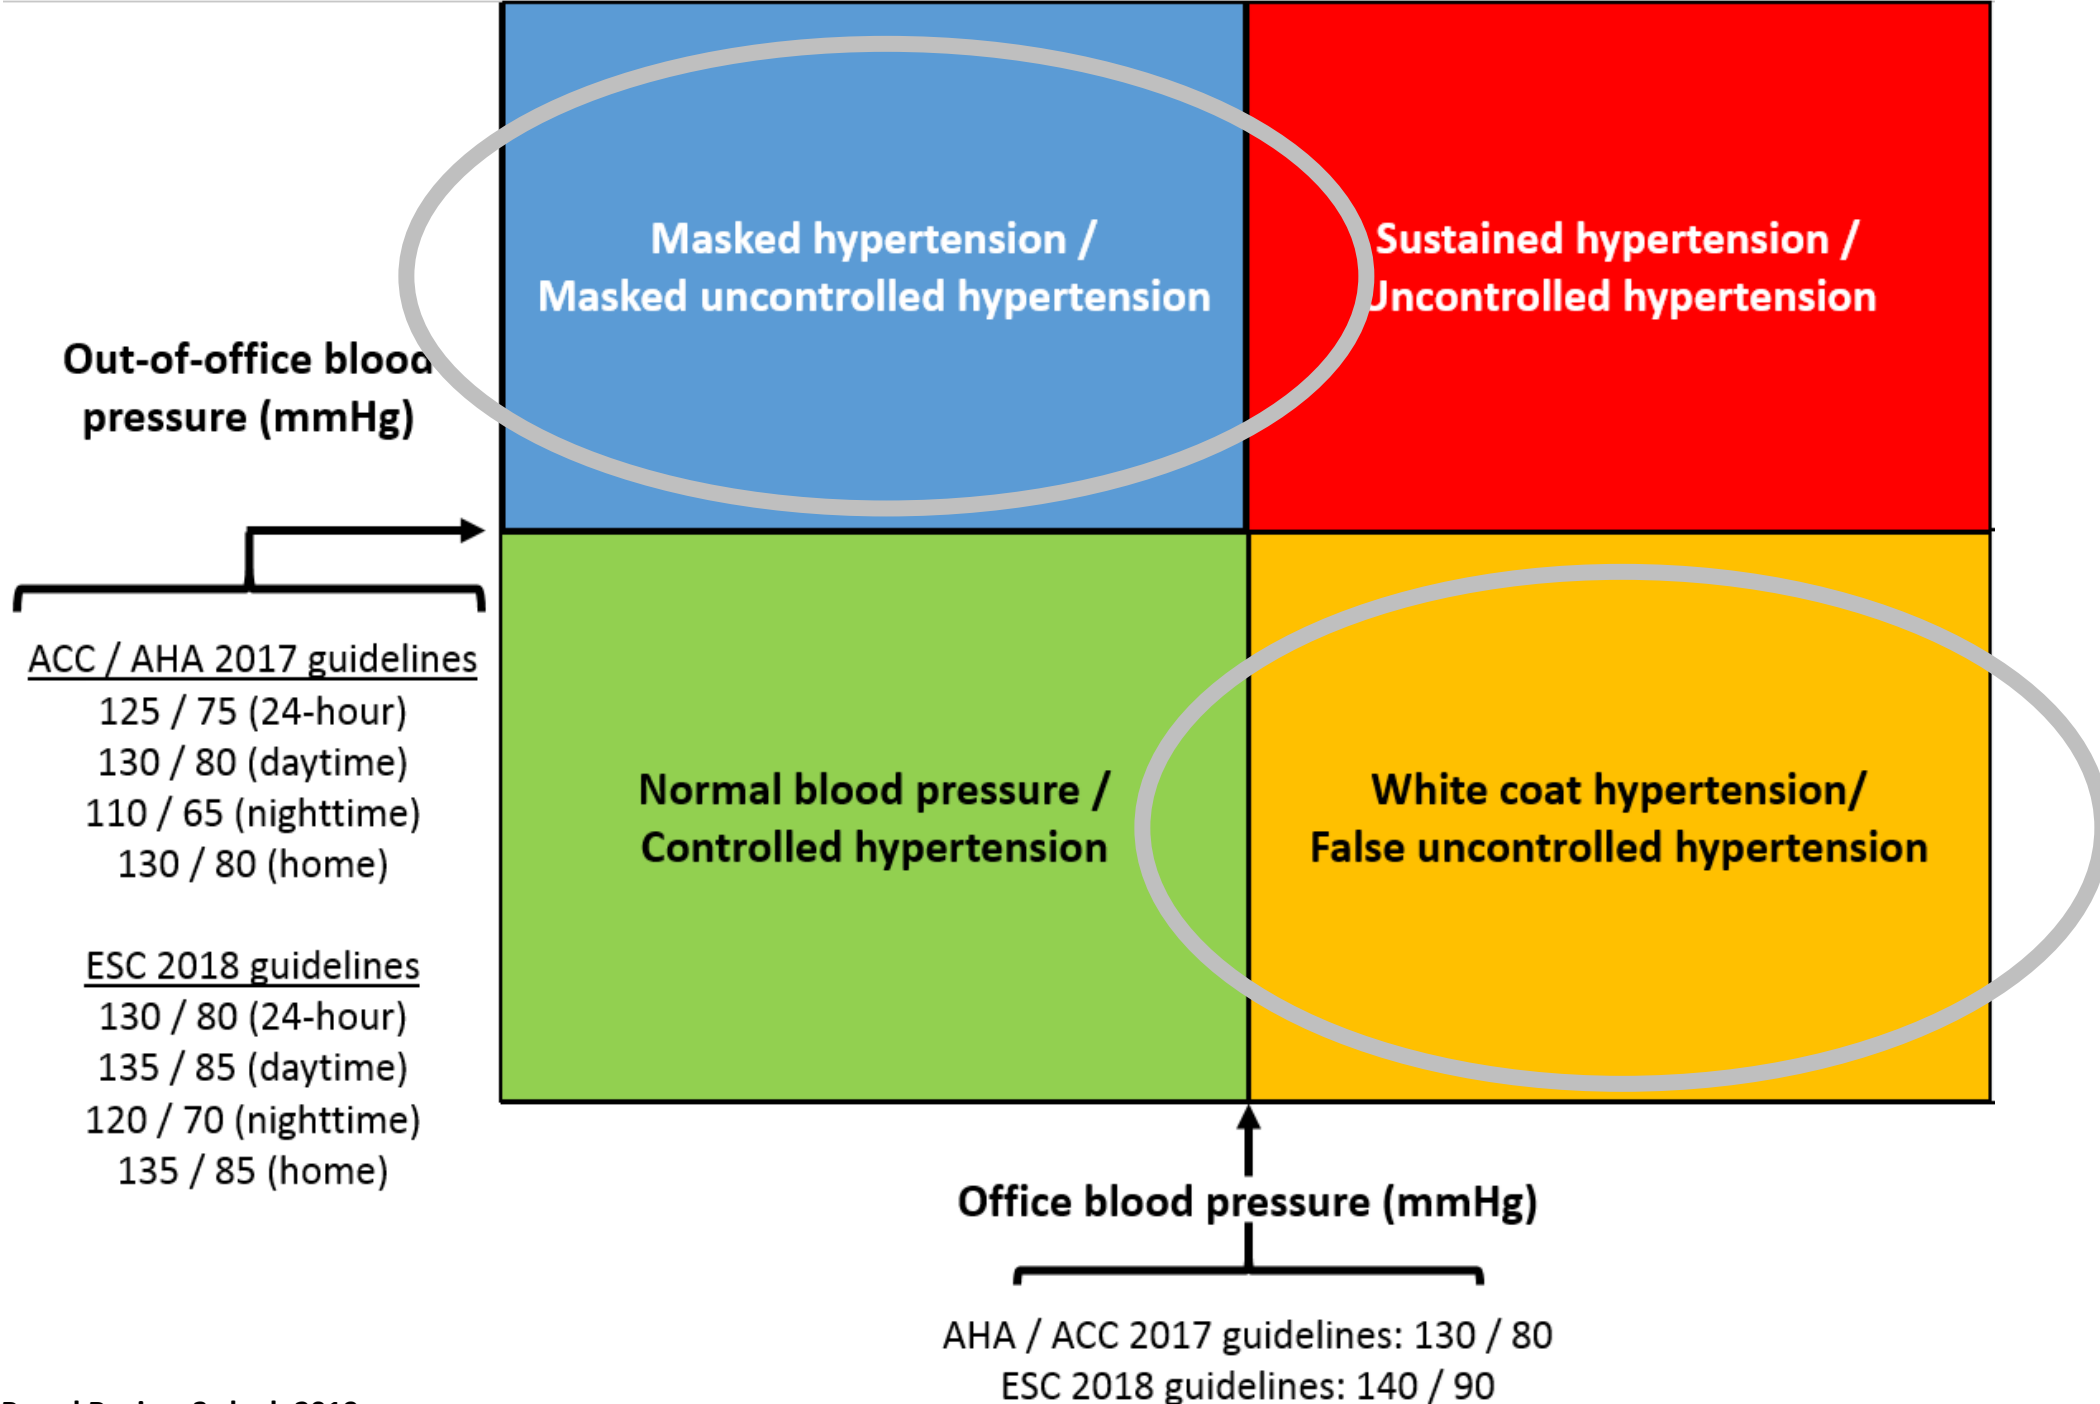 Masked hypertension /
Masked uncontrolled hypertension
Sustained hypertension /
Uncontrolled hypertension
Out-of-office blood
pressure (mmHg)
ACC / AHA 2017 guidelines
125 / 75 (24-hour)
130 / 80 (daytime)
110 / 65 (nighttime)
130 / 80 (home)
ESC 2018 guidelines
130 / 80 (24-hour)
135 / 85 (daytime)
120 / 70 (nighttime)
135 / 85 (home)
Normal blood pressure /
Controlled hypertension
White coat hypertension/
False uncontrolled hypertension
Office blood pressure (mmHg)
AHA / ACC 2017 guidelines: 130 / 80
ESC 2018 guidelines: 140 / 90